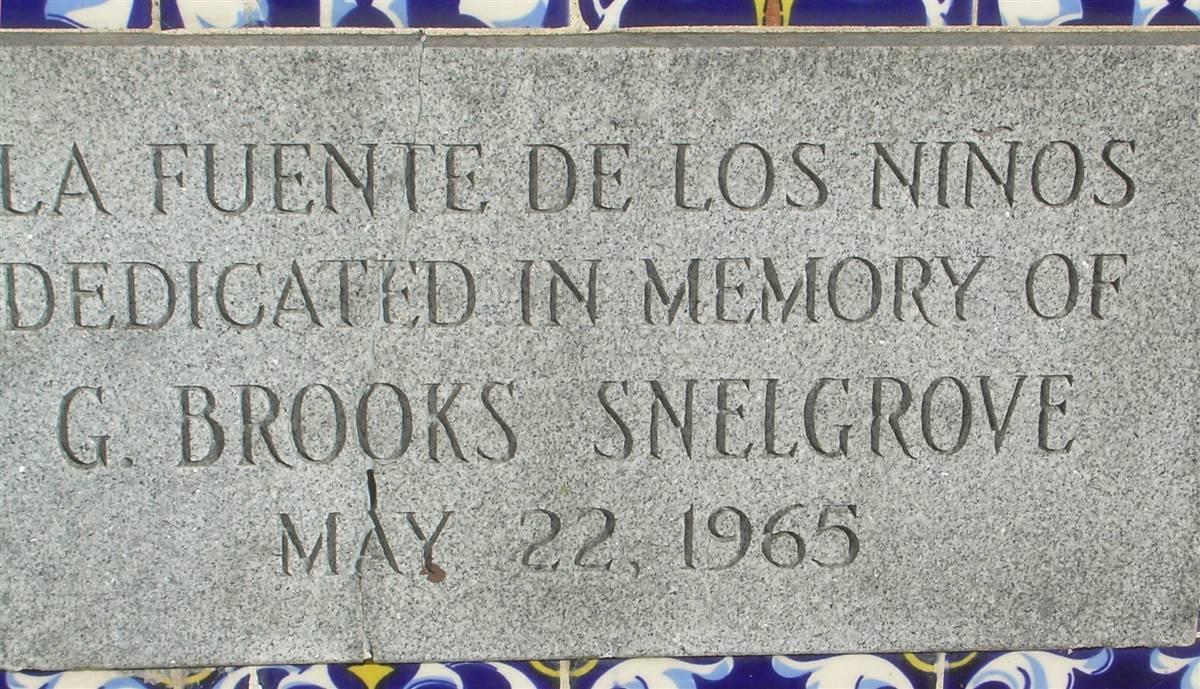 LA FUENTE DE LOS NIÑOS
DEDICATED IN MEMORY OF
G. BROOKS SNELGROVE
MAY 22, 1965